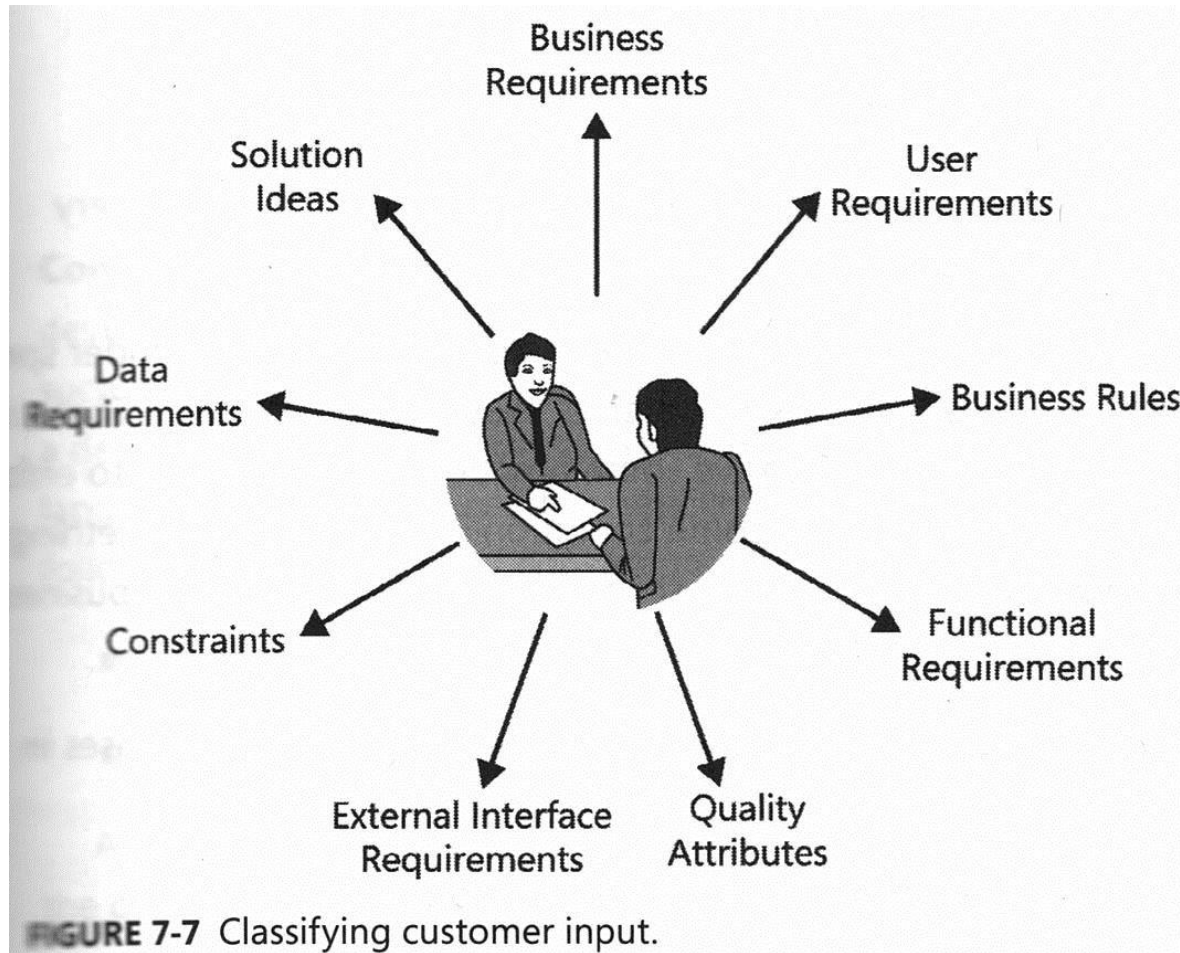 Business
Requirements
Solution
Ideas
User
Requirements
Data
Requirements
Business Rules
Constraints
Functional
Requirements
External Interface
Requirements
Quality
Attributes
FIGURE 7-7 Classifying customer input.